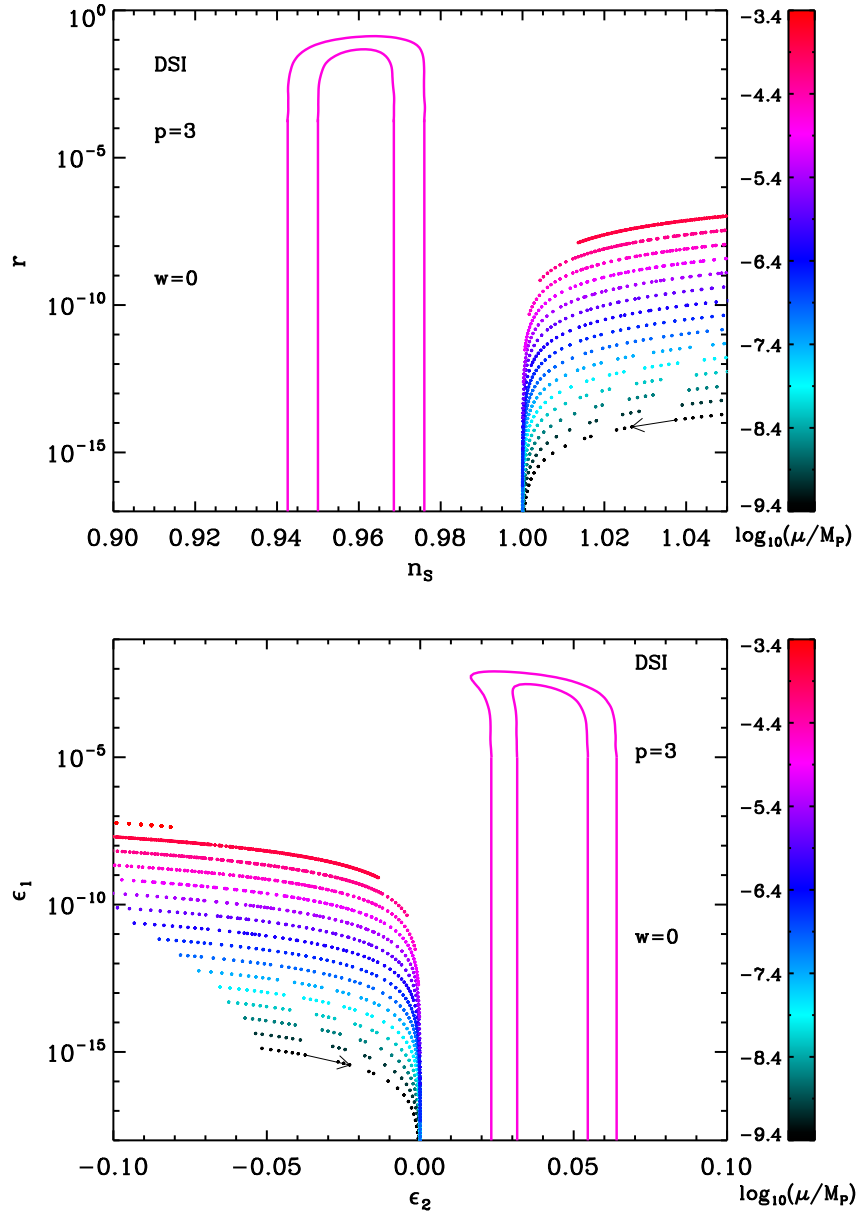 10⁰
10⁻⁵
10⁻¹⁰
10⁻¹⁵
r
DSI
p=3
w=0
0.90 0.92 0.94 0.96 0.98 1.00 1.02 1.04
n_S
−3.4
−4.4
−5.4
−6.4
−7.4
−8.4
−9.4
log₁₀(μ/M_P)
10⁻⁵
10⁻¹⁰
10⁻¹⁵
ϵ₁
DSI
p=3
w=0
−0.10 −0.05 0.00 0.05 0.10
ϵ₂
−3.4
−4.4
−5.4
−6.4
−7.4
−8.4
−9.4
log₁₀(μ/M_P)